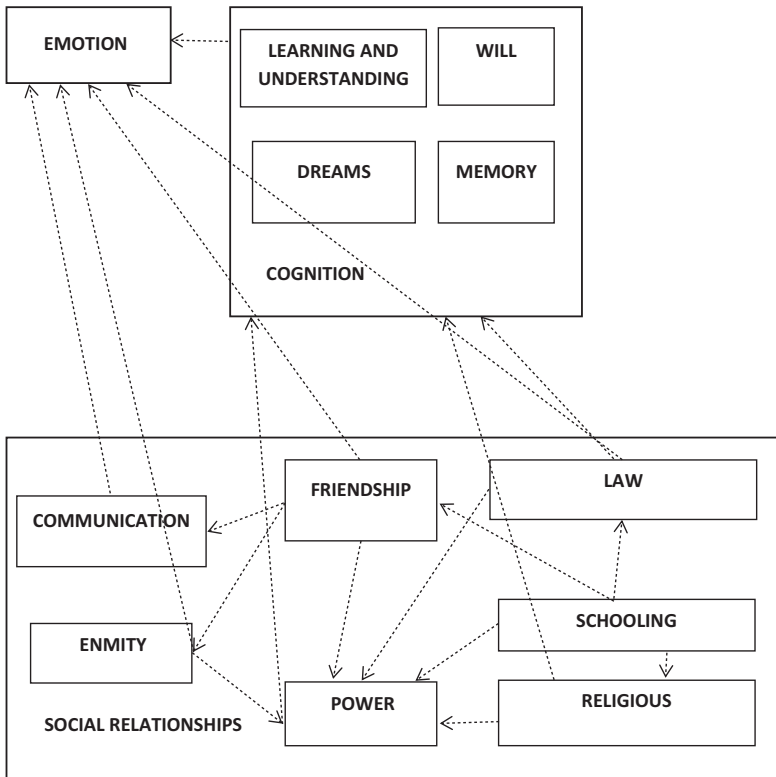 EMOTION
LEARNING AND
UNDERSTANDING
WILL
DREAMS
MEMORY
COGNITION
FRIENDSHIP
LAW
COMMUNICATION
SCHOOLING
ENMITY
POWER
RELIGIOUS
SOCIAL RELATIONSHIPS